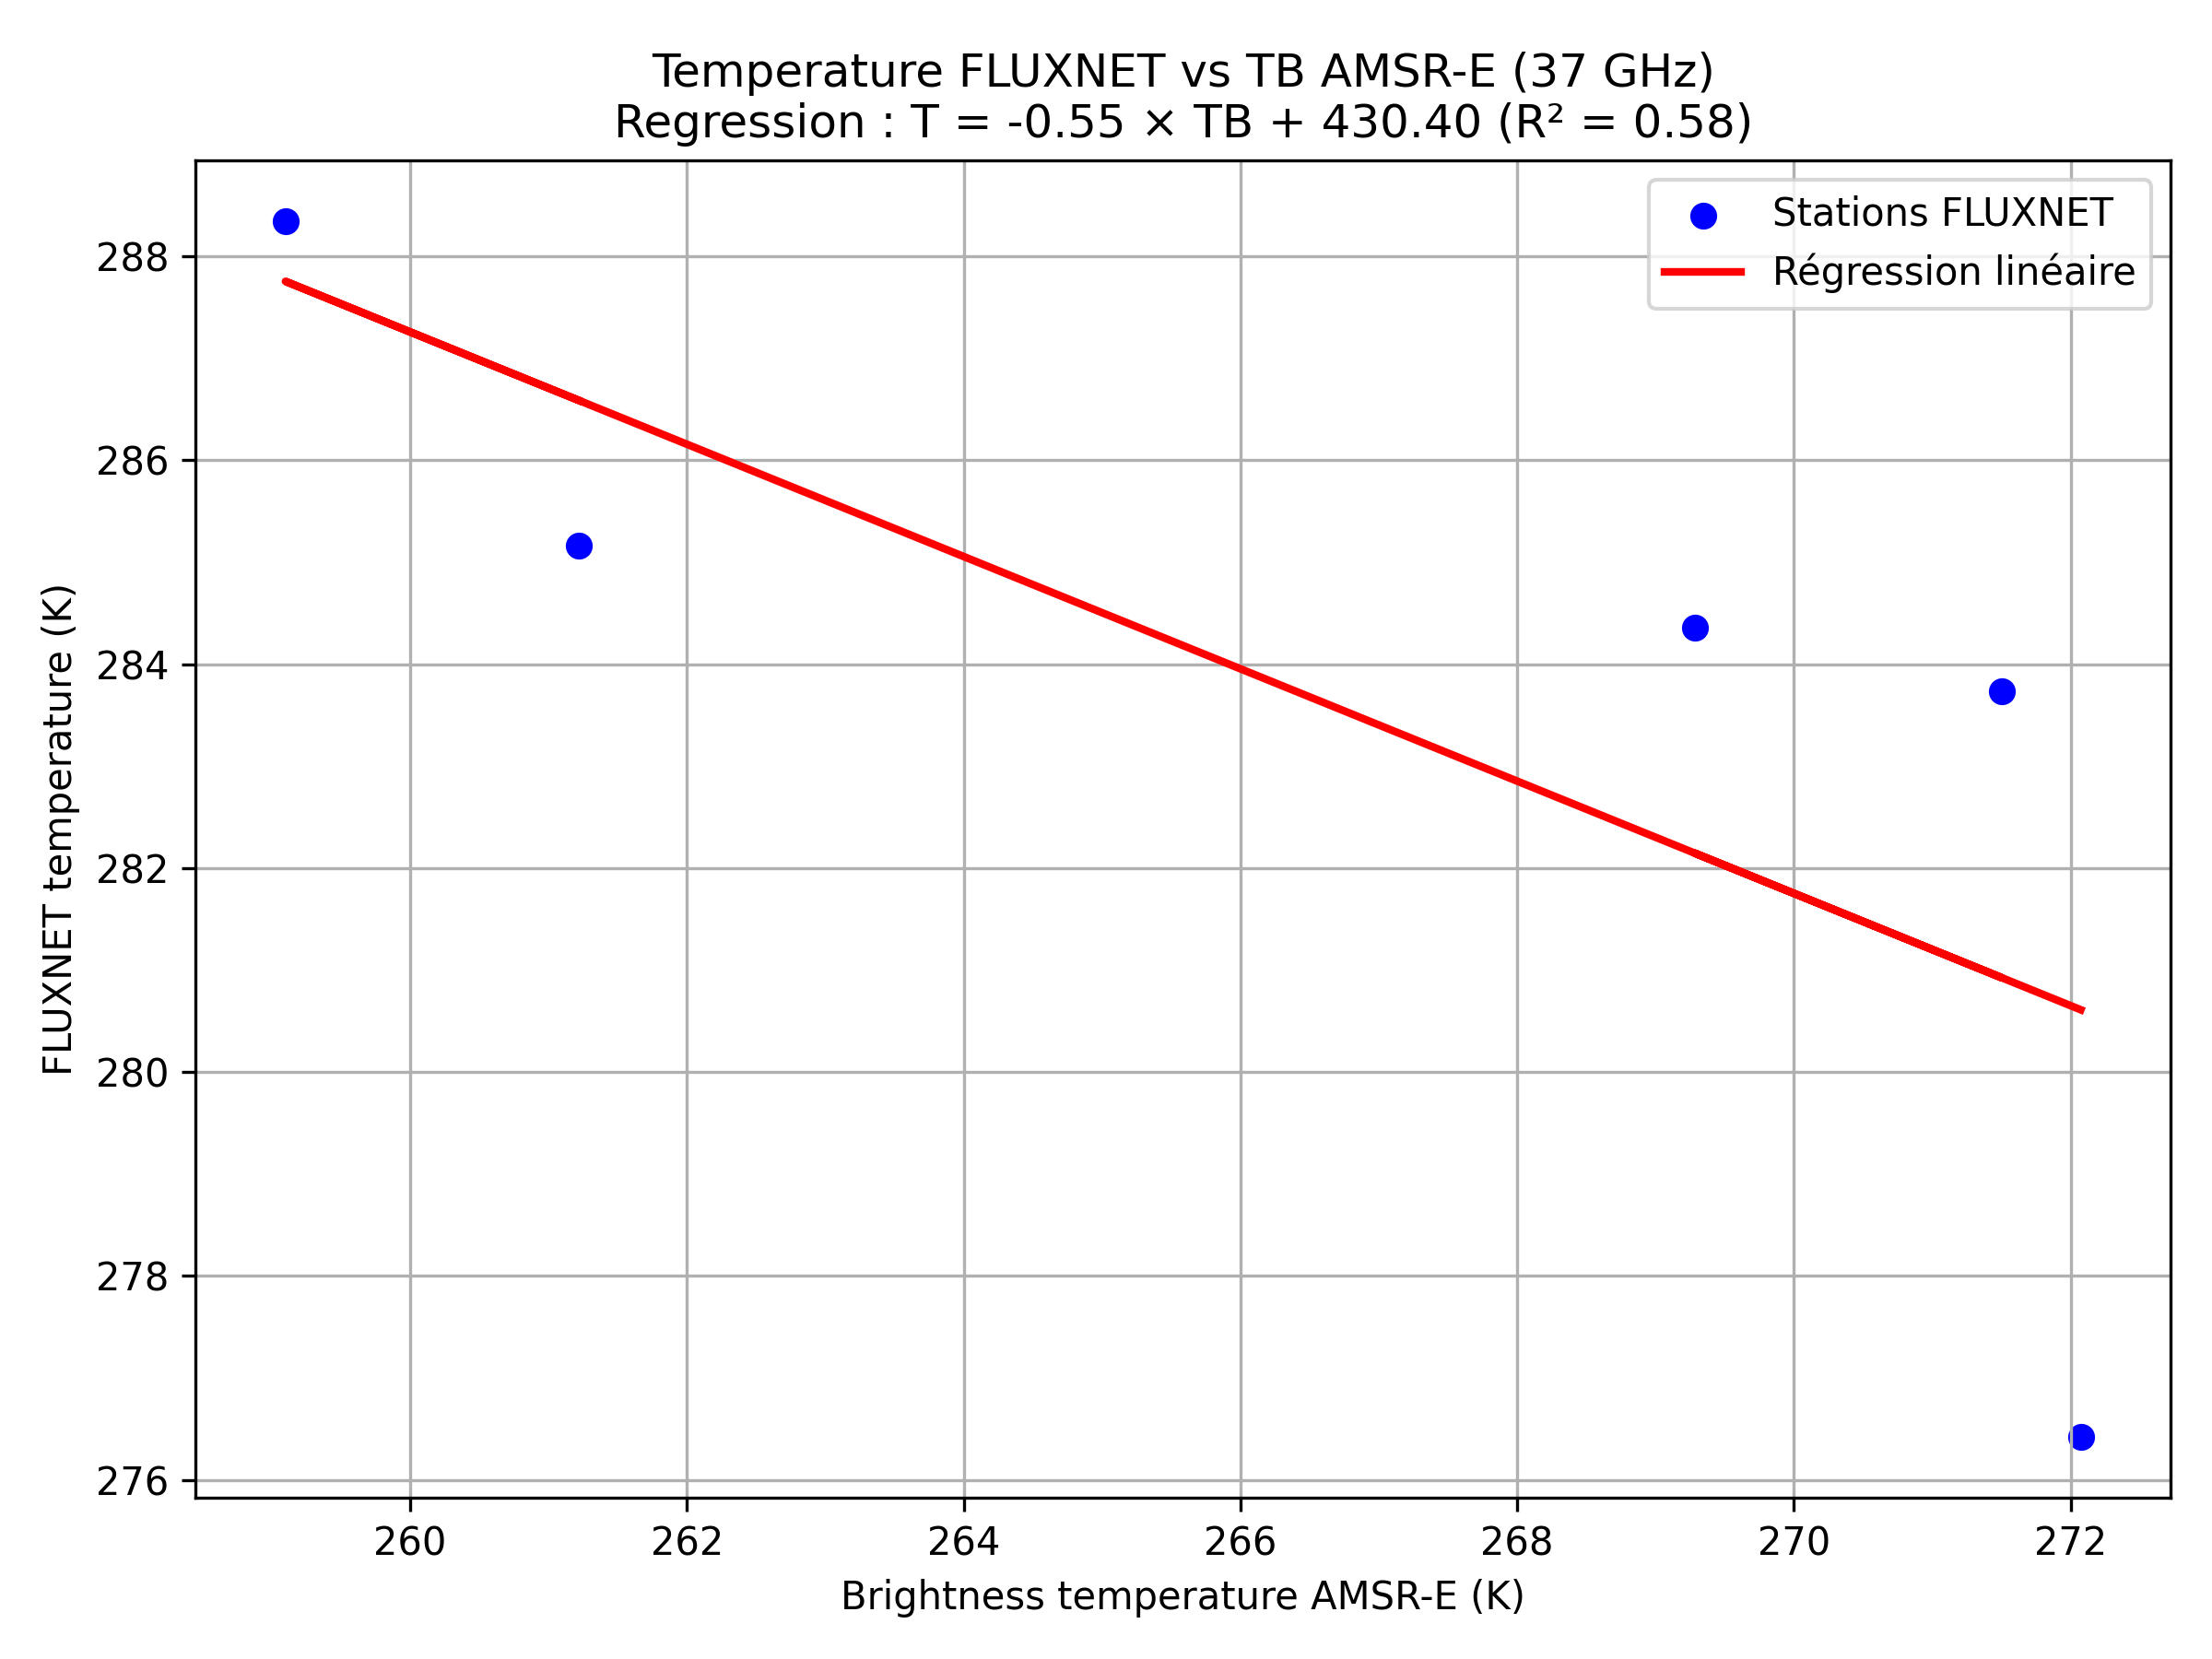 Temperature FLUXNET vs TB AMSR-E (37 GHz)
Regression : T = -0.55 × TB + 430.40 (R² = 0.58)
Stations FLUXNET
Régression linéaire
FLUXNET temperature (K)
288
286
284
282
280
278
276
260 262 264 266 268 270 272
Brightness temperature AMSR-E (K)